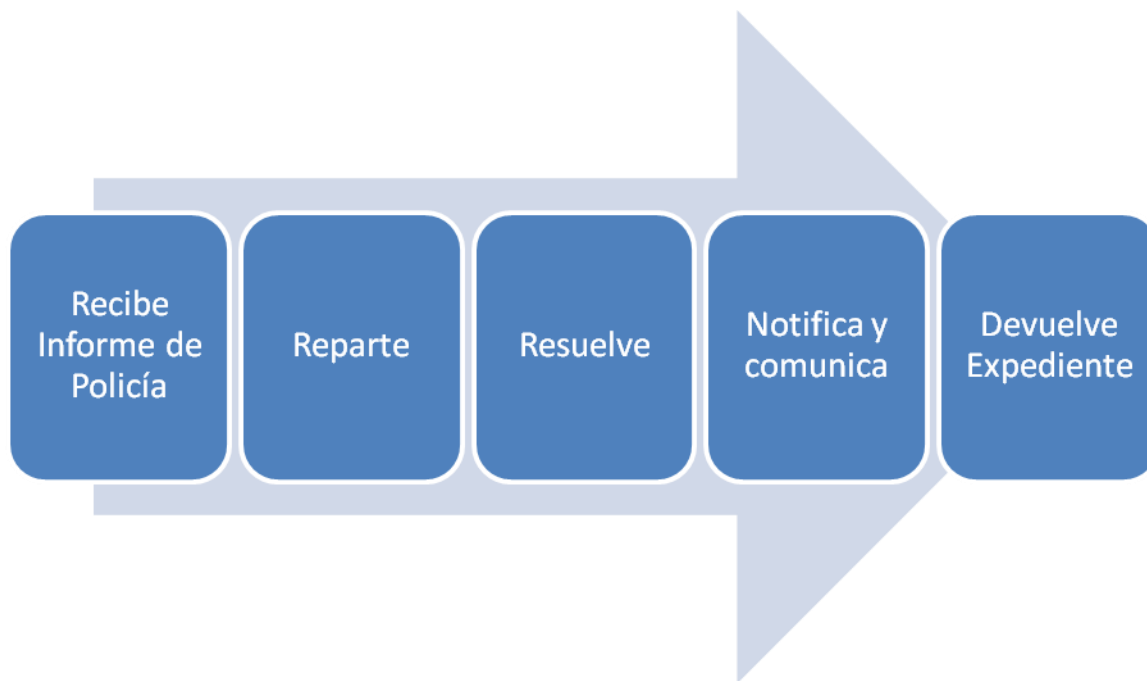 Recibe
Informe de
Policía
Reparte
Resuelve
Notifica y
comunica
Devuelve
Expediente